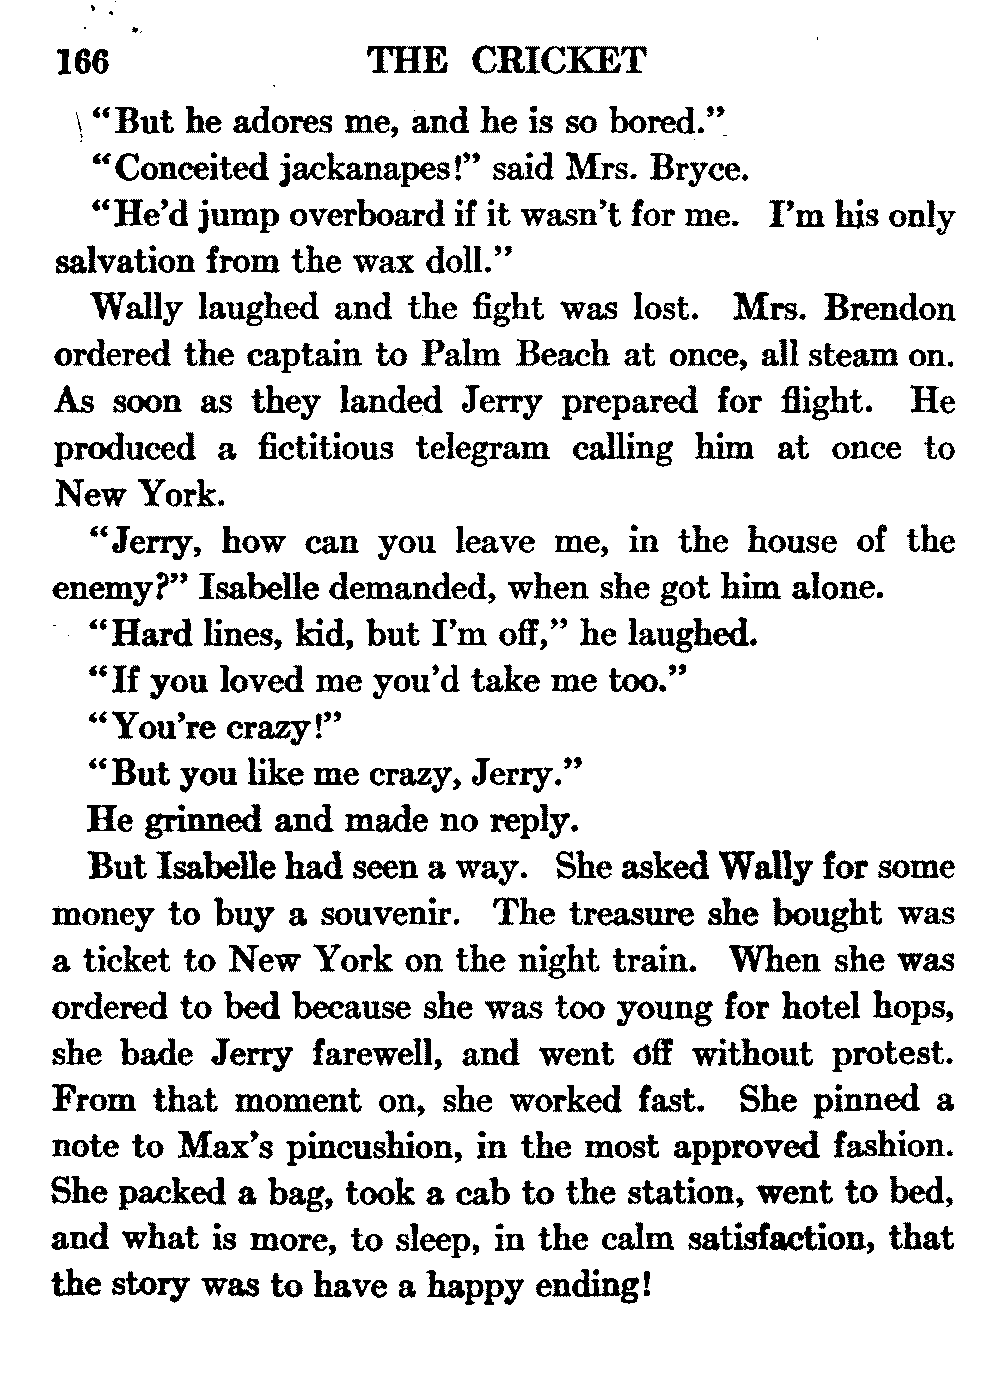 166 THE CRICKET
“But he adores me, and he is so bored.”
“Conceited jackanapes!” said Mrs. Bryce.
“He’d jump overboard if it wasn’t for me. I’m his only
salvation from the wax doll.”
Wally laughed and the fight was lost. Mrs. Brendon
ordered the captain to Palm Beach at once, all steam on.
As soon as they landed Jerry prepared for flight. He
produced a fictitious telegram calling him at once to
New York.
“Jerry, how can you leave me, in the house of the
enemy?” Isabelle demanded, when she got him alone.
“Hard lines, kid, but I’m off,” he laughed.
“If you loved me you’d take me too.”
“You’re crazy!”
“But you like me crazy, Jerry.”
He grinned and made no reply.
But Isabelle had seen a way. She asked Wally for some
money to buy a souvenir. The treasure she bought was
a ticket to New York on the night train. When she was
ordered to bed because she was too young for hotel hops,
she bade Jerry farewell, and went off without protest.
From that moment on, she worked fast. She pinned a
note to Max’s pincushion, in the most approved fashion.
She packed a bag, took a cab to the station, went to bed,
and what is more, to sleep, in the calm satisfaction, that
the story was to have a happy ending!